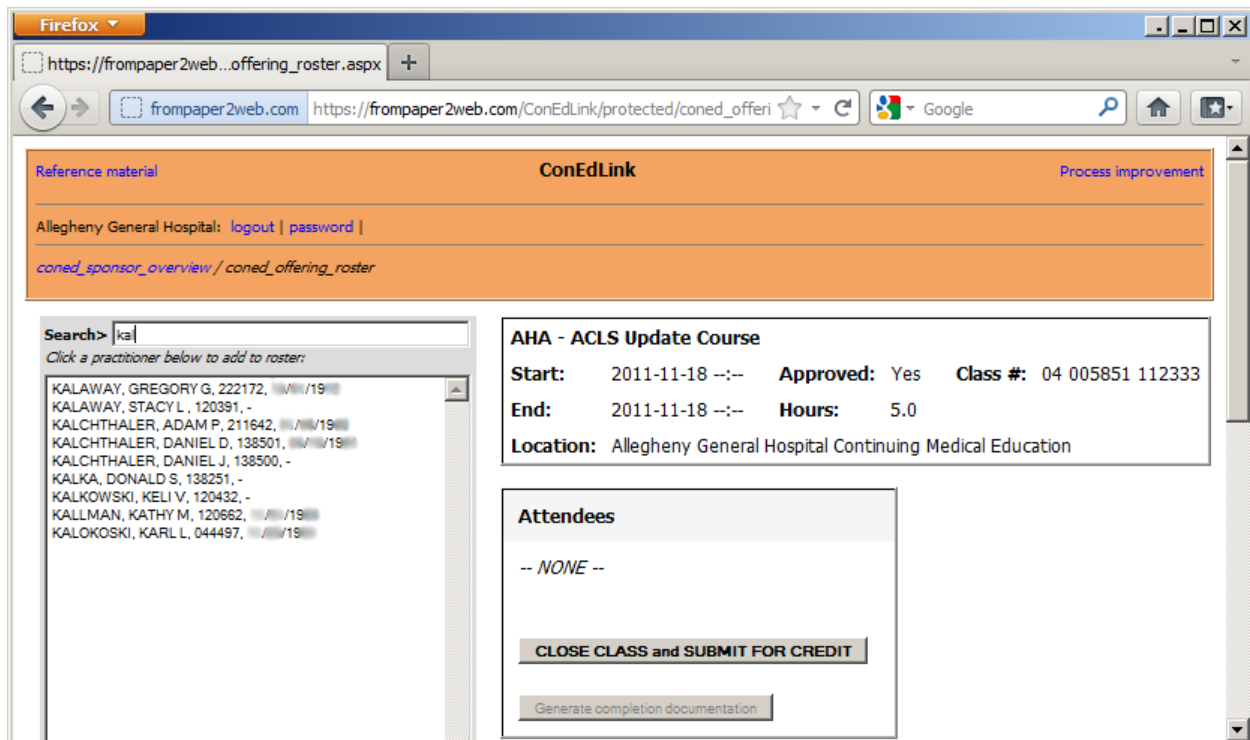 Firefox
https://frompaper2web...offering_roster.aspx
frompaper2web.com https://frompaper2web.com/ConEdLink/protected/coned_offeri Google
Reference material ConEdLink Process improvement
Allegheny General Hospital: logout | password |
coned_sponsor_overview / coned_offering_roster
Search> kal
Click a practitioner below to add to roster:
KALAWAY, GREGORY G, 222172, / /19
KALAWAY, STACY L , 120391, -
KALCHTHALER, ADAM P, 211642, / /19
KALCHTHALER, DANIEL D, 138501, / /19
KALCHTHALER, DANIEL J, 138500, -
KALKA, DONALD S, 138251, -
KALKOWSKI, KELI V, 120432, -
KALLMAN, KATHY M, 120662, / /19
KALOKOSKI, KARL L, 044497, / /19
AHA - ACLS Update Course
Start: 2011-11-18 --:-- Approved: Yes Class #: 04 005851 112333
End: 2011-11-18 --:-- Hours: 5.0
Location: Allegheny General Hospital Continuing Medical Education
Attendees
-- NONE --
CLOSE CLASS and SUBMIT FOR CREDIT
Generate completion documentation